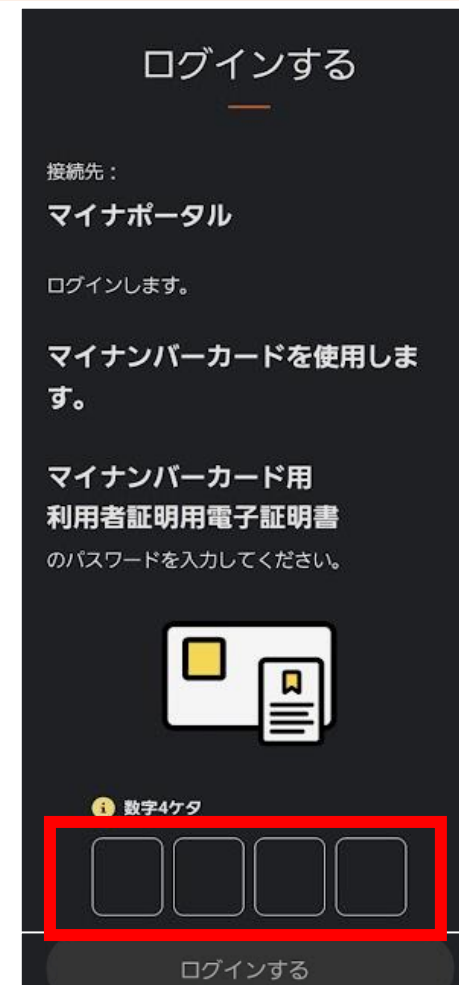 ログインする
接続先：
マイナポータル
ログインします。
マイナンバーカードを使用しま
す。
マイナンバーカード用
利用者証明用電子証明書
のパスワードを入力してください。
i 数字4ケタ
ログインする